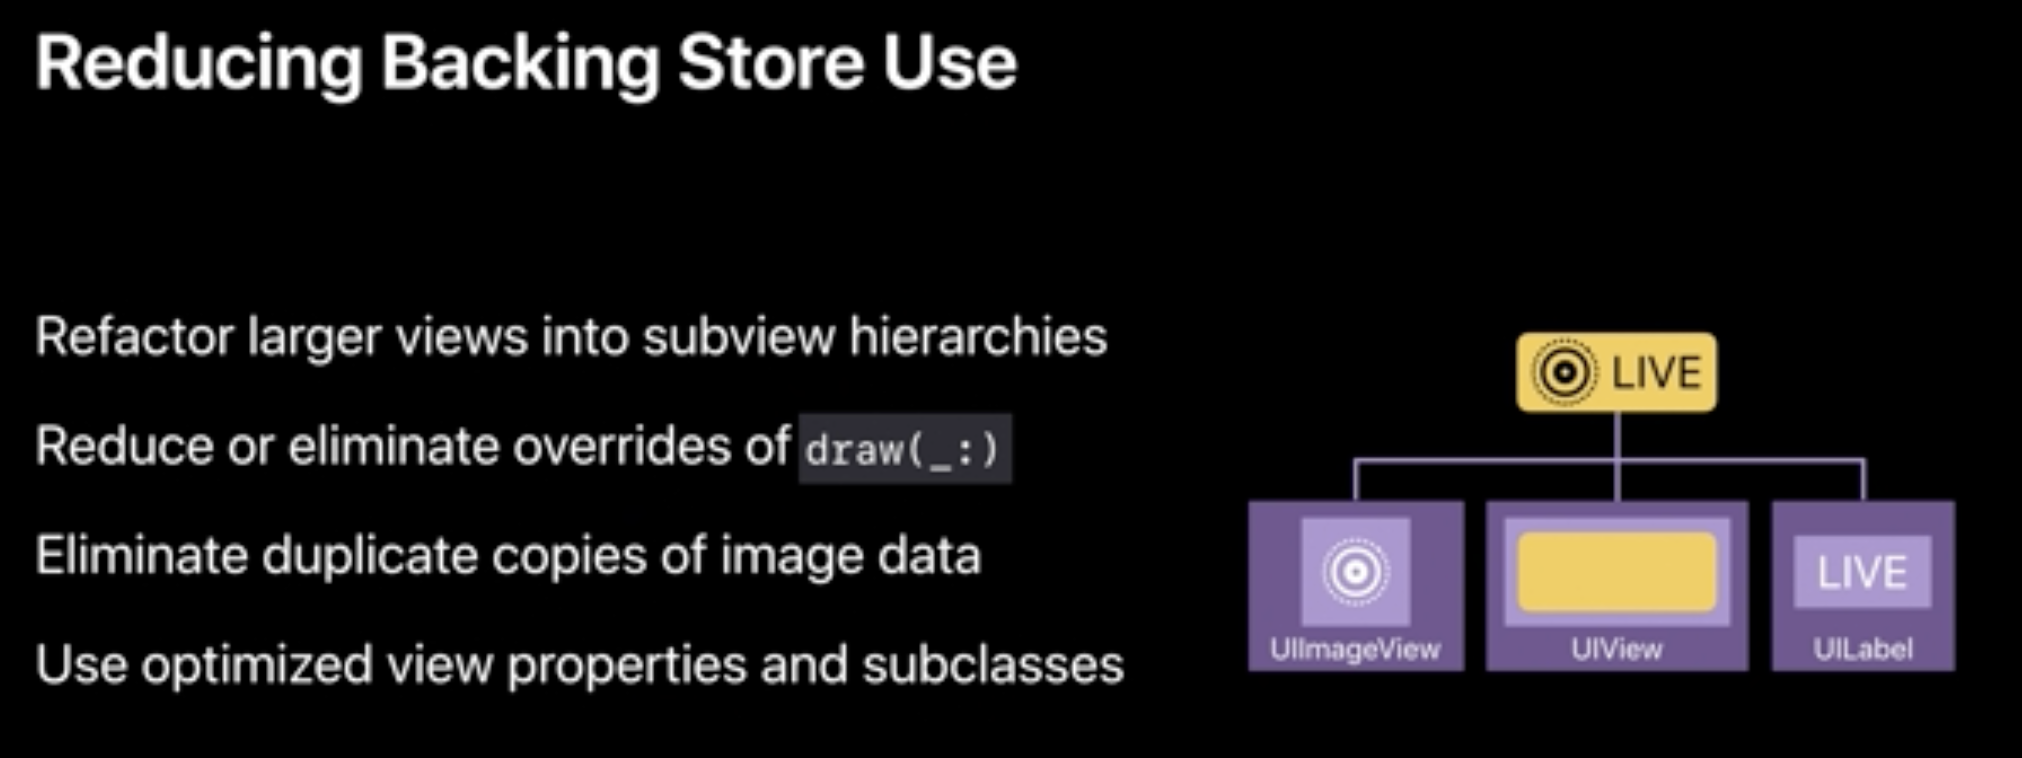 Reducing Backing Store Use
Refactor larger views into subview hierarchies
Reduce or eliminate overrides of draw(_:)
Eliminate duplicate copies of image data
Use optimized view properties and subclasses
LIVE
LIVE
UIImageView
UIView
UILabel